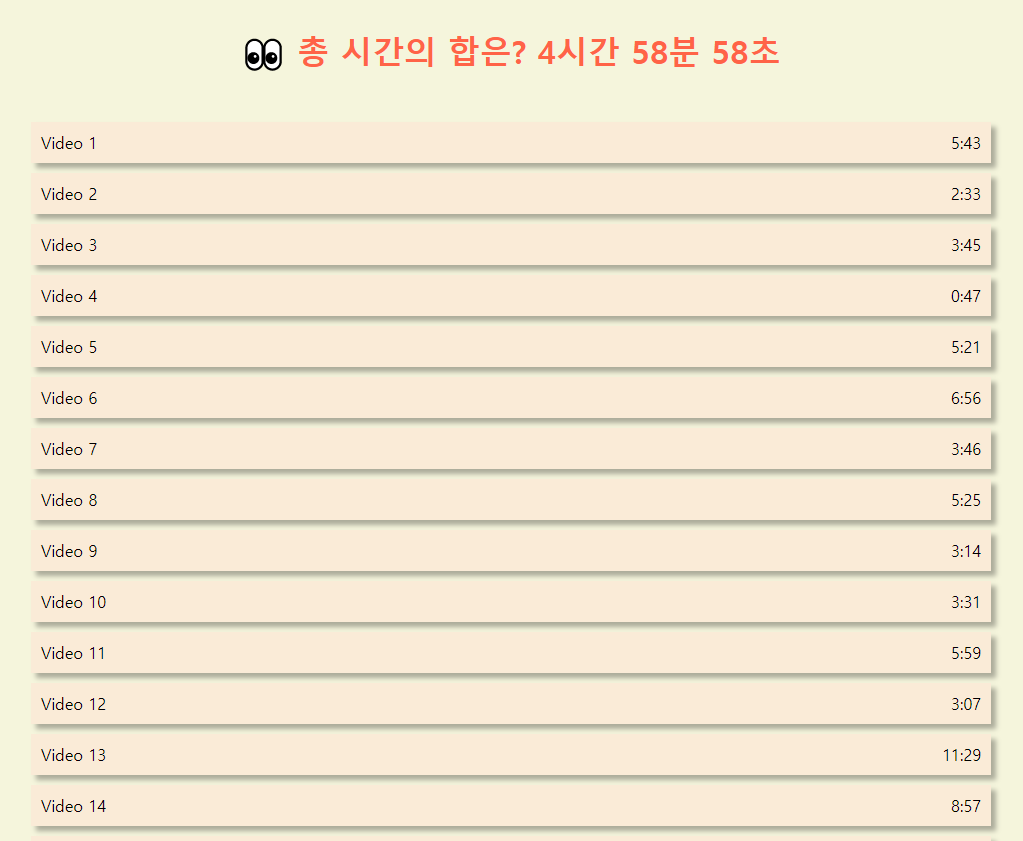 👀 총 시간의 합은? 4시간 58분 58초
Video 1 5:43
Video 2 2:33
Video 3 3:45
Video 4 0:47
Video 5 5:21
Video 6 6:56
Video 7 3:46
Video 8 5:25
Video 9 3:14
Video 10 3:31
Video 11 5:59
Video 12 3:07
Video 13 11:29
Video 14 8:57